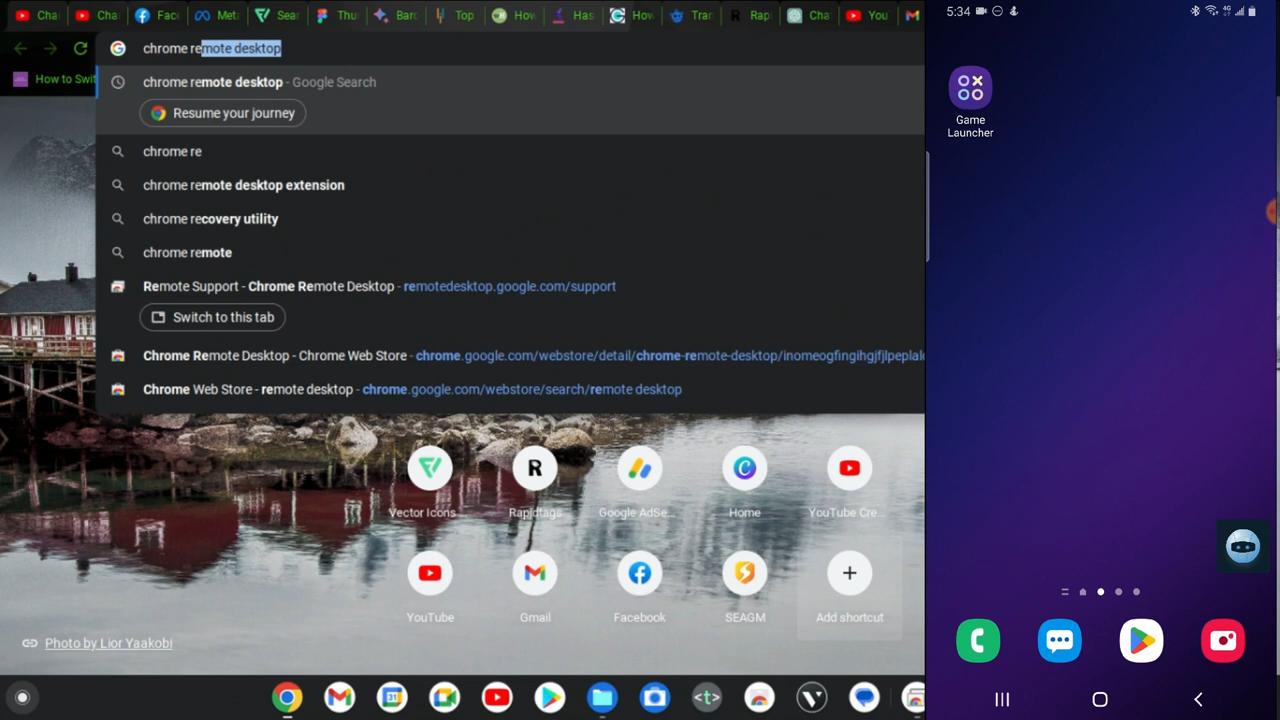 Cha
Cha
Face
Meta
Sear
Thu
Bard
Top
How
Has
How
Tran
Rap
Cha
You
chrome remote desktop
How to Swit
chrome remote desktop - Google Search
Resume your journey
chrome re
chrome remote desktop extension
chrome recovery utility
chrome remote
Remote Support - Chrome Remote Desktop - remotedesktop.google.com/support
Switch to this tab
Chrome Remote Desktop - Chrome Web Store - chrome.google.com/webstore/detail/chrome-remote-desktop/inomeogfingihgjfjlpeplalc
Chrome Web Store - remote desktop - chrome.google.com/webstore/search/remote desktop
Vector Icons...
Rapidtags
Google AdSe...
Home
YouTube Cre...
YouTube
Gmail
Facebook
SEAGM
Add shortcut
Photo by Lior Yaakobi
31
<t>
5:34
4G
Game
Launcher